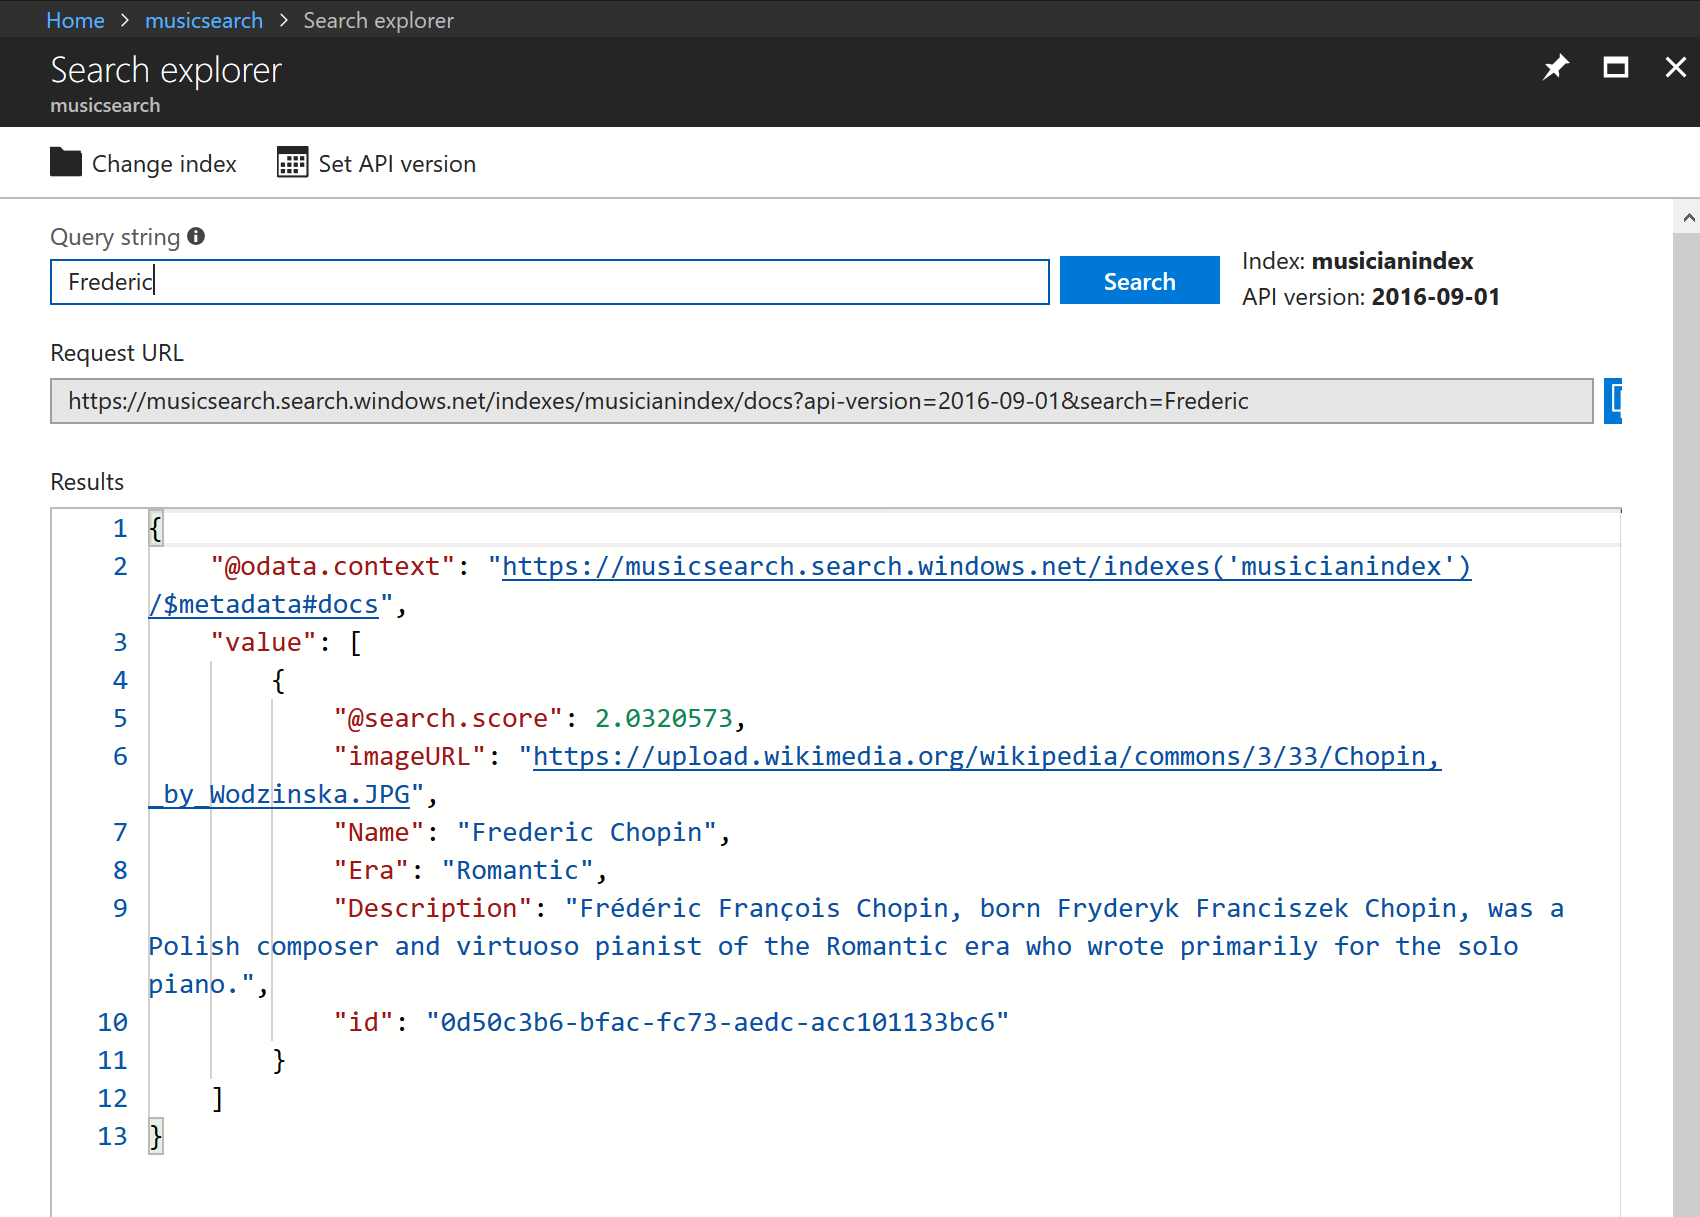 Home > musicsearch > Search explorer
Search explorer
musicsearch
Change index Set API version
Query string
Frederic
Search
Index: musicianindex
API version: 2016-09-01
Request URL
https://musicsearch.search.windows.net/indexes/musicianindex/docs?api-version=2016-09-01&search=Frederic
Results
1 {
2 "@odata.context": "https://musicsearch.search.windows.net/indexes('musicianindex')
/$metadata#docs",
3 "value": [
4 {
5 "@search.score": 2.0320573,
6 "imageURL": "https://upload.wikimedia.org/wikipedia/commons/3/33/Chopin,
_by_Wodzinska.JPG",
7 "Name": "Frederic Chopin",
8 "Era": "Romantic",
9 "Description": "Frédéric François Chopin, born Fryderyk Franciszek Chopin, was a
Polish composer and virtuoso pianist of the Romantic era who wrote primarily for the solo
piano.",
10 "id": "0d50c3b6-bfac-fc73-aedc-acc101133bc6"
11 }
12 ]
13 }